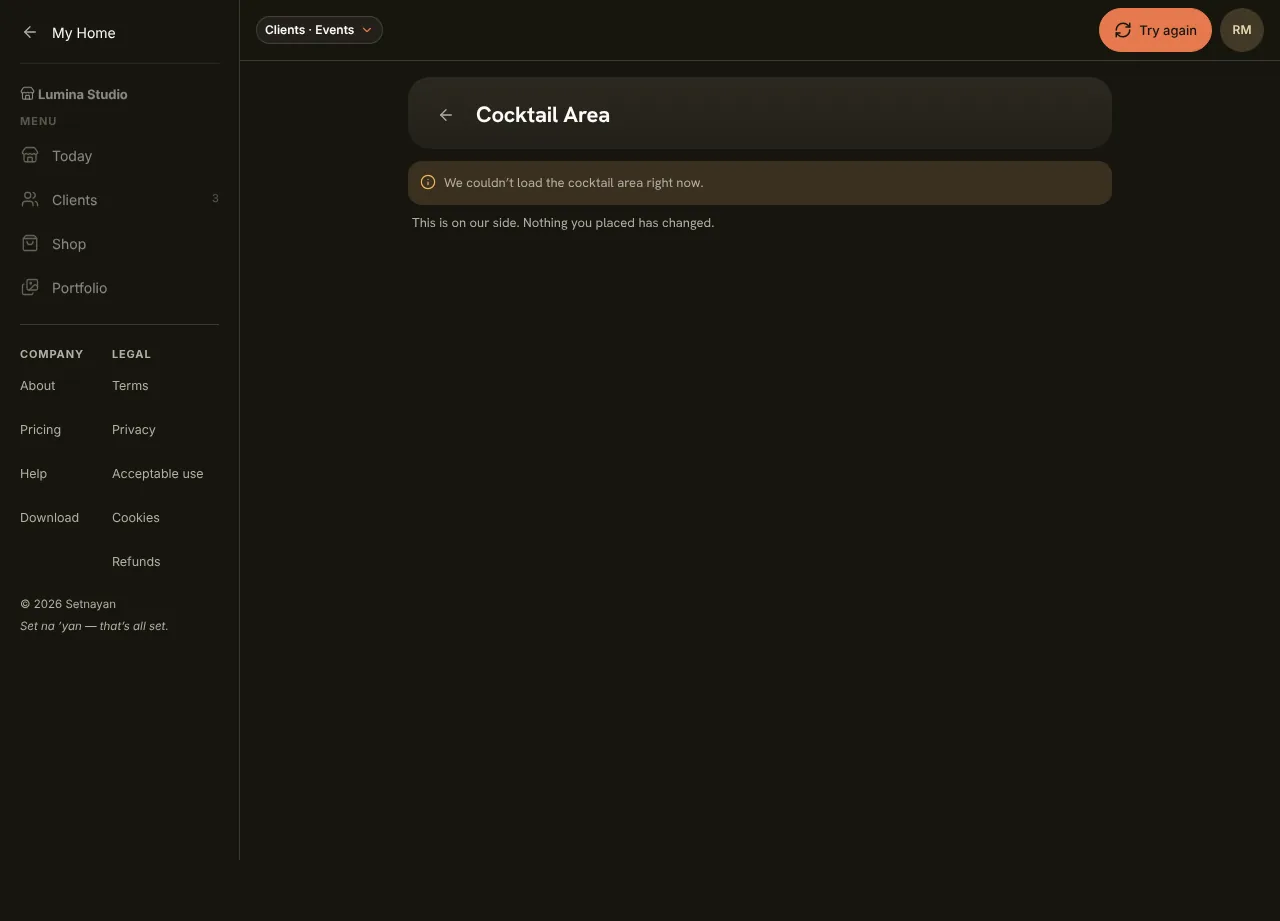 My Home
Lumina Studio
MENU
Today
Clients 3
Shop
Portfolio
COMPANY LEGAL
About Terms
Pricing Privacy
Help Acceptable use
Download Cookies
Refunds
© 2026 Setnayan
Set na ’yan — that’s all set.
Clients · Events
Try again
RM
Cocktail Area
We couldn’t load the cocktail area right now.
This is on our side. Nothing you placed has changed.